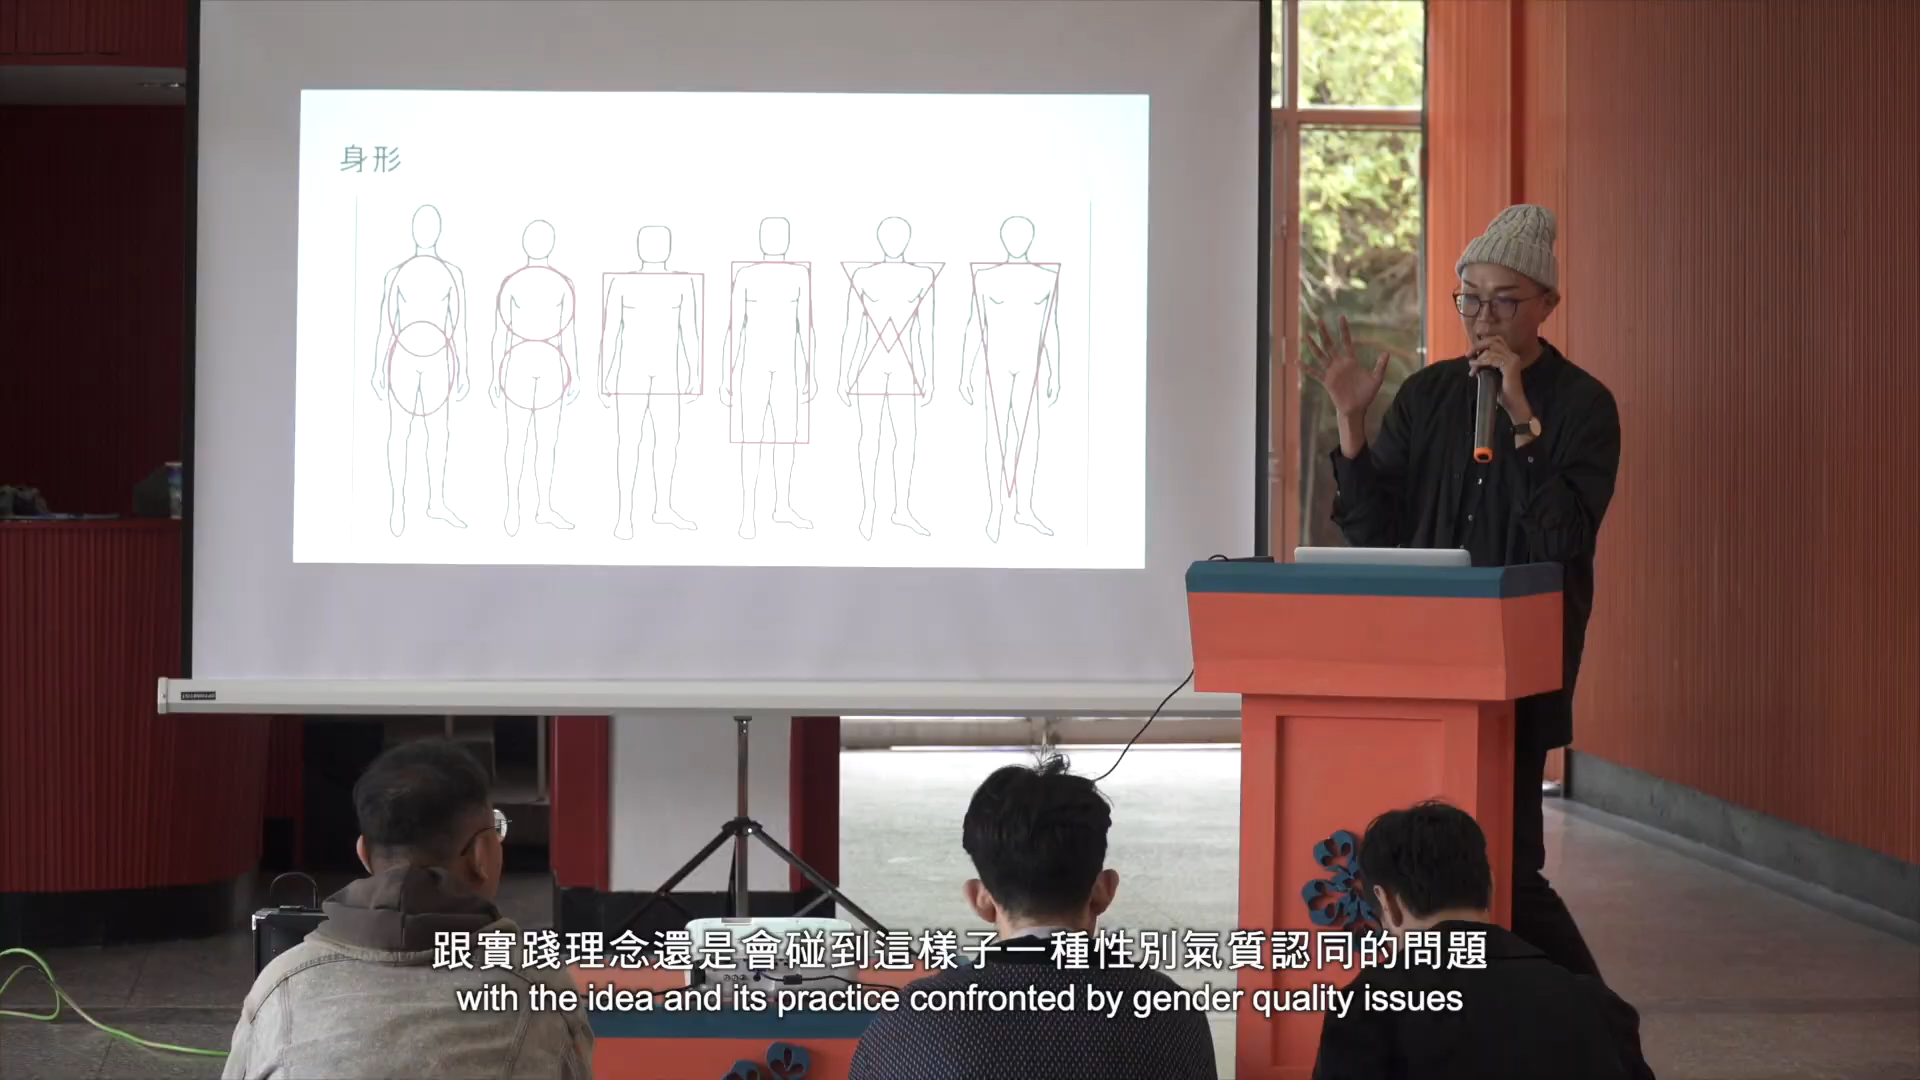 身形
跟實踐理念還是會碰到這樣子一種性別氣質認同的問題
with the idea and its practice confronted by gender quality issues